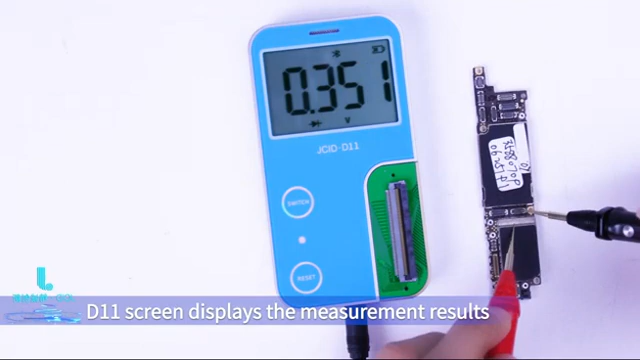 0.351
V
JCID-D11
SWITCH
RESET
D11 screen displays the measurement results